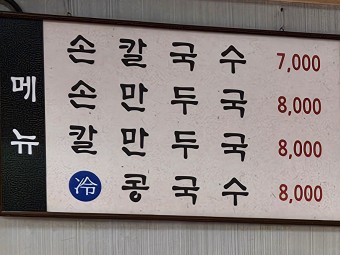 메뉴
손칼국수 7,000
손만두국 8,000
칼만두국 8,000
冷 콩국수 8,000